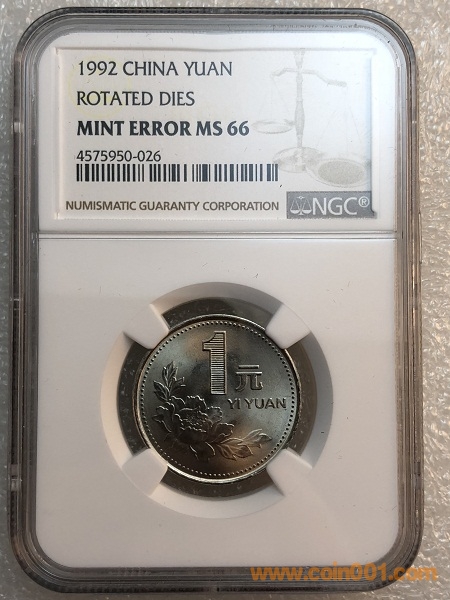 1992 CHINA YUAN
ROTATED DIES
MINT ERROR MS 66
4575950-026
NUMISMATIC GUARANTY CORPORATION NGC®
1元
YI YUAN
www.coin001.com